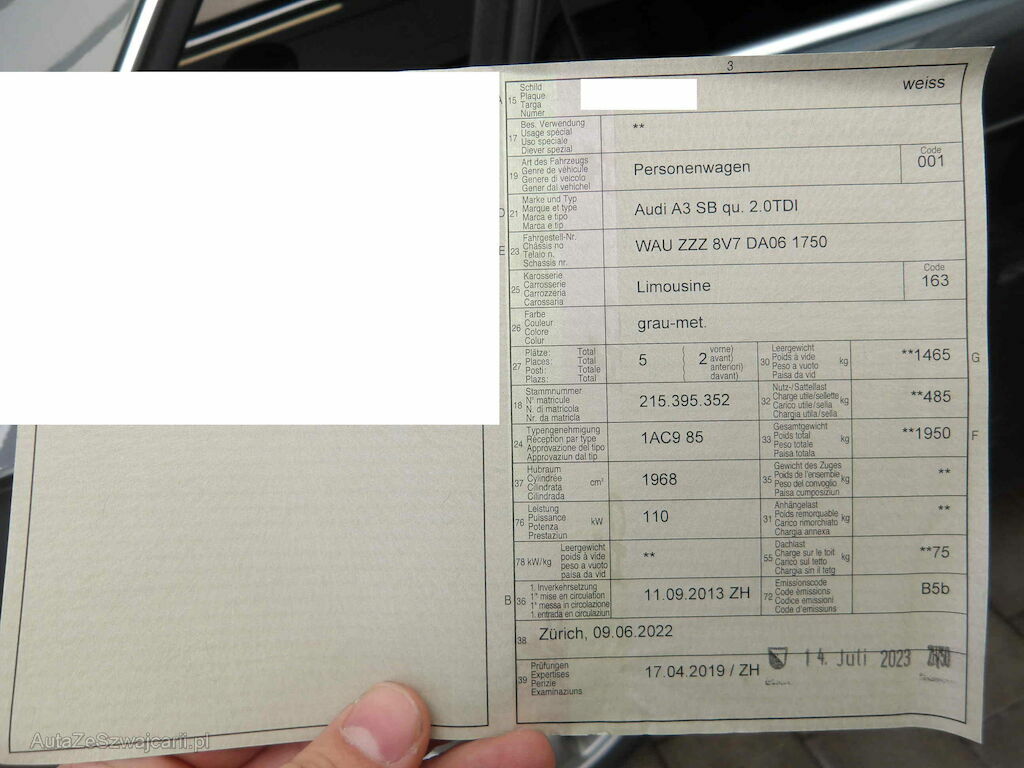 3
A 15 Schild
Plaque
Targa
Numer
weiss
17 Bes. Verwendung
Usage spécial
Uso speciale
Diever spezial
**
19 Art des Fahrzeugs
Genre de véhicule
Genere di veicolo
Gener dal vehichel
Personenwagen
Code
001
D 21 Marke und Typ
Marque et type
Marca e tipo
Marca e tip
Audi A3 SB qu. 2.0TDI
E 23 Fahrgestell-Nr.
Châssis no
Telaio n.
Schassis nr.
WAU ZZZ 8V7 DA06 1750
25 Karosserie
Carrosserie
Carrozzeria
Carossaria
Limousine
Code
163
26 Farbe
Couleur
Colore
Colur
grau-met.
27 Plätze: Total
Places: Total
Posti: Totale
Plazs: Total
5
( 2 vorne)
( avant)
( anteriori)
( davant)
30 Leergewicht
Poids à vide kg
Peso a vuoto
Paisa da vid
**1465 G
18 Stammnummer
N° matricule
N. di matricola
Nr. da matricla
215.395.352
32 Nutz-/Sattellast
Charge utile/sellette kg
Carico utile/sella
Chargia utila/sella
**485
24 Typengenehmigung
Réception par type
Approvazione del tipo
Approvaziun dal tip
1AC9 85
33 Gesamtgewicht
Poids total kg
Peso totale
Paisa totala
**1950 F
37 Hubraum
Cylindrée cm³
Cilindrata
Cilindrada
1968
35 Gewicht des Zuges
Poids de l'ensemble kg
Peso del convoglio
Paisa cumposiziun
**
76 Leistung
Puissance kW
Potenza
Prestaziun
110
31 Anhängelast
Poids remorquable kg
Carico rimorchiato
Chargia annexa
**
78 kW/kg Leergewicht
poids à vide
peso a vuoto
paisa da vid
**
55 Dachlast
Charge sur le toit kg
Carico sul tetto
Chargia sin il tetg
**75
B 36 1. Inverkehrsetzung
1re mise en circulation
1a messa in circolazione
1. entrada en circulaziun
11.09.2013 ZH
72 Emissionscode
Code émissions
Codice emissioni
Code d'emissiuns
B5b
38 Zürich, 09.06.2022
39 Prüfungen
Expertises
Perizie
Examinaziuns
17.04.2019 / ZH
14. Juli 2023
AutaZeSzwajcarii.pl